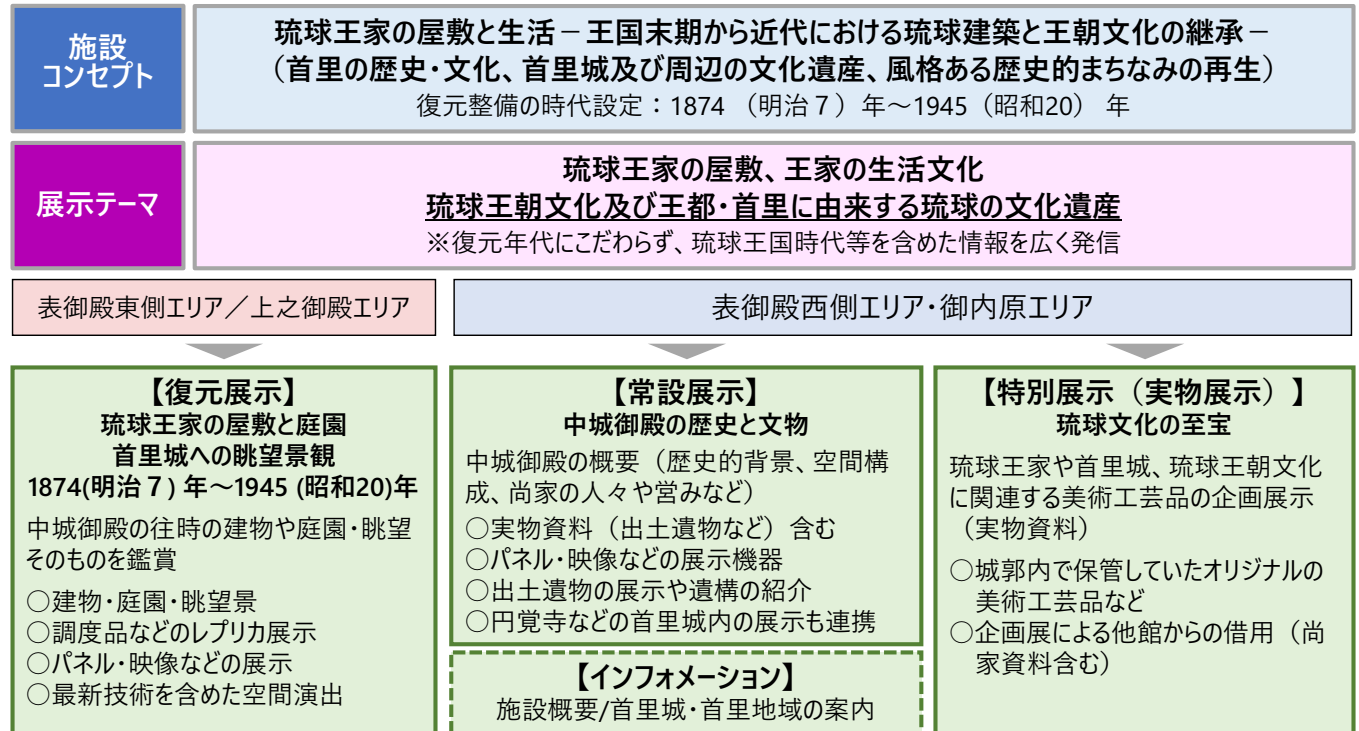 施設
コンセプト
琉球王家の屋敷と生活－王国末期から近代における琉球建築と王朝文化の継承－
（首里の歴史・文化、首里城及び周辺の文化遺産、風格ある歴史的まちなみの再生）
復元整備の時代設定：1874 （明治７）年～1945（昭和20） 年
展示テーマ
琉球王家の屋敷、王家の生活文化
琉球王朝文化及び王都・首里に由来する琉球の文化遺産
※復元年代にこだわらず、琉球王国時代等を含めた情報を広く発信
表御殿東側エリア／上之御殿エリア
表御殿西側エリア・御内原エリア
【復元展示】
琉球王家の屋敷と庭園
首里城への眺望景観
1874(明治７) 年～1945 (昭和20)年
中城御殿の往時の建物や庭園・眺望
そのものを鑑賞
○建物・庭園・眺望景
○調度品などのレプリカ展示
○パネル・映像などの展示
○最新技術を含めた空間演出
【常設展示】
中城御殿の歴史と文物
中城御殿の概要（歴史的背景、空間構
成、尚家の人々や営みなど）
○実物資料（出土遺物など）含む
○パネル・映像などの展示機器
○出土遺物の展示や遺構の紹介
○円覚寺などの首里城内の展示も連携
【インフォメーション】
施設概要/首里城・首里地域の案内
【特別展示（実物展示）】
琉球文化の至宝
琉球王家や首里城、琉球王朝文化
に関連する美術工芸品の企画展示
（実物資料）
○城郭内で保管していたオリジナルの
美術工芸品など
○企画展による他館からの借用（尚
家資料含む）